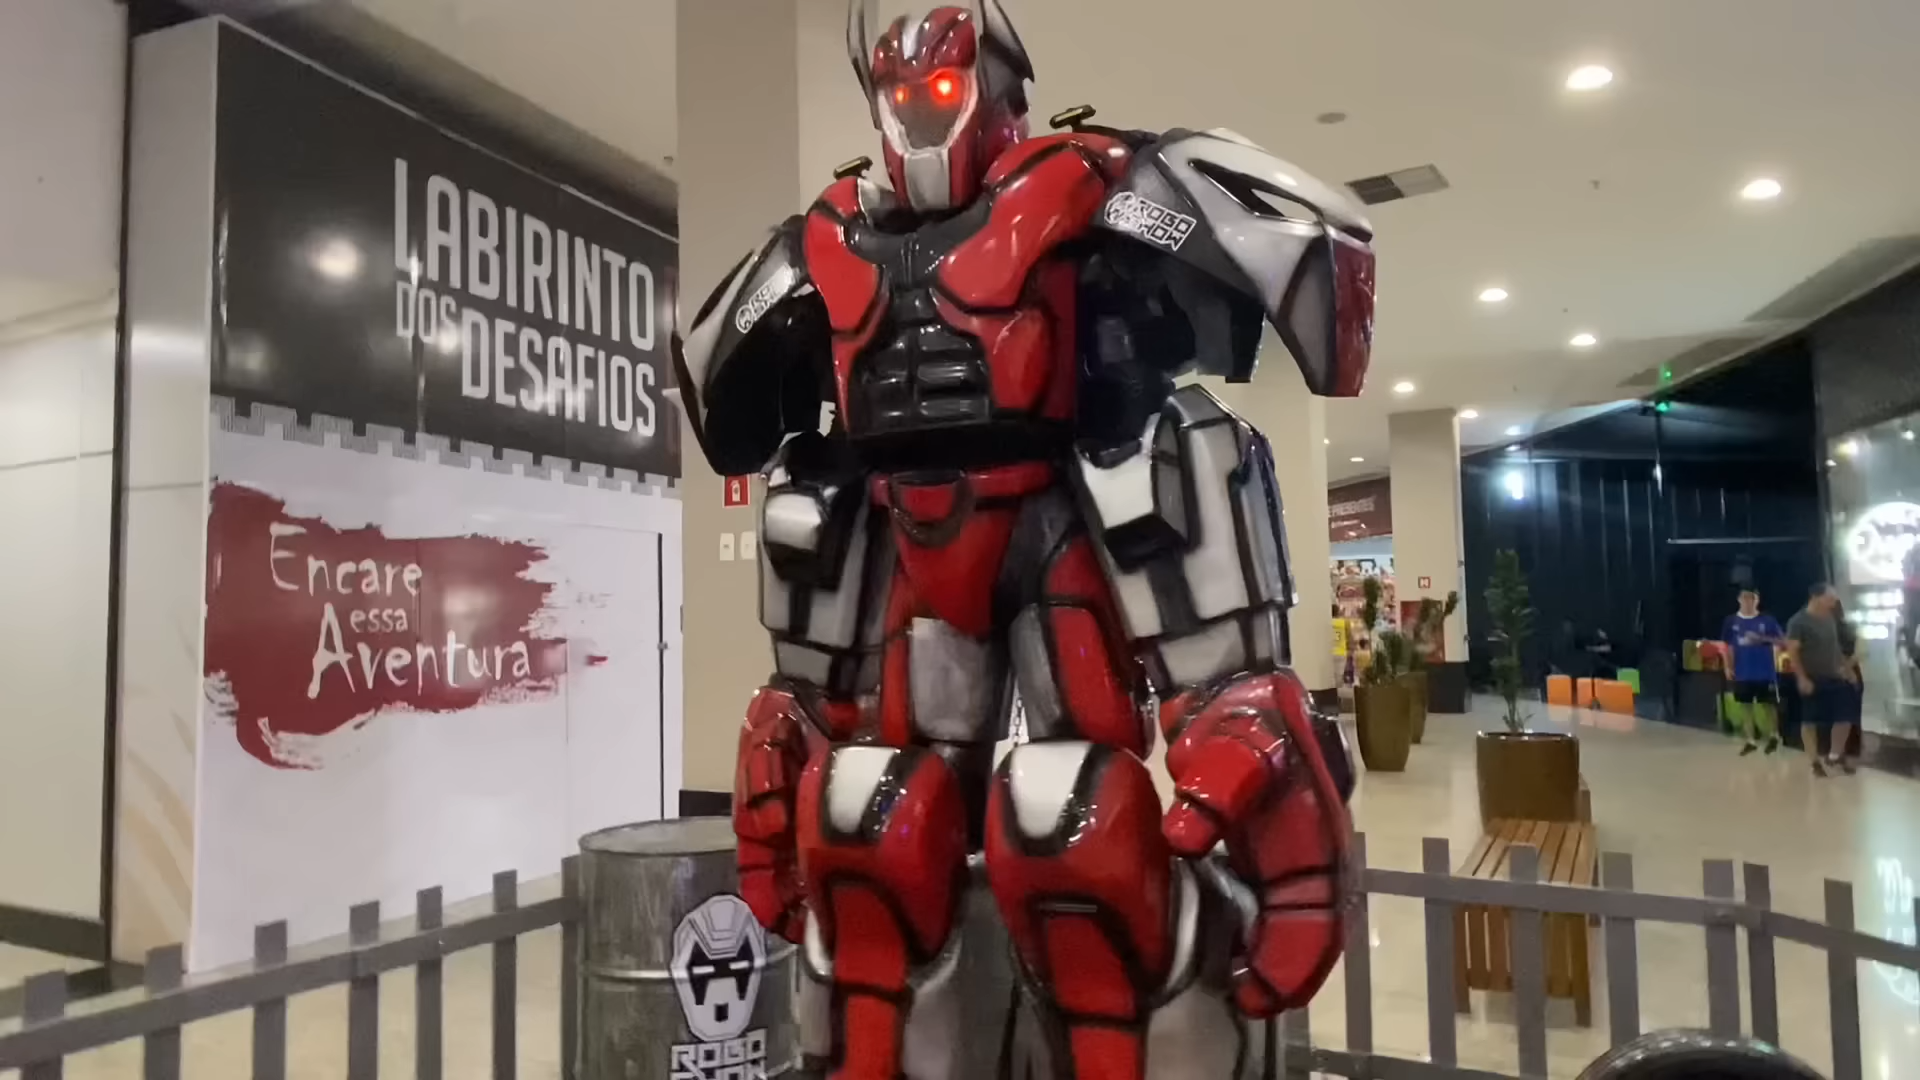 LABIRINTO
DOS DESAFIOS
Encare
essa
Aventura
ROBO
SHOW
ROBO
SHOW